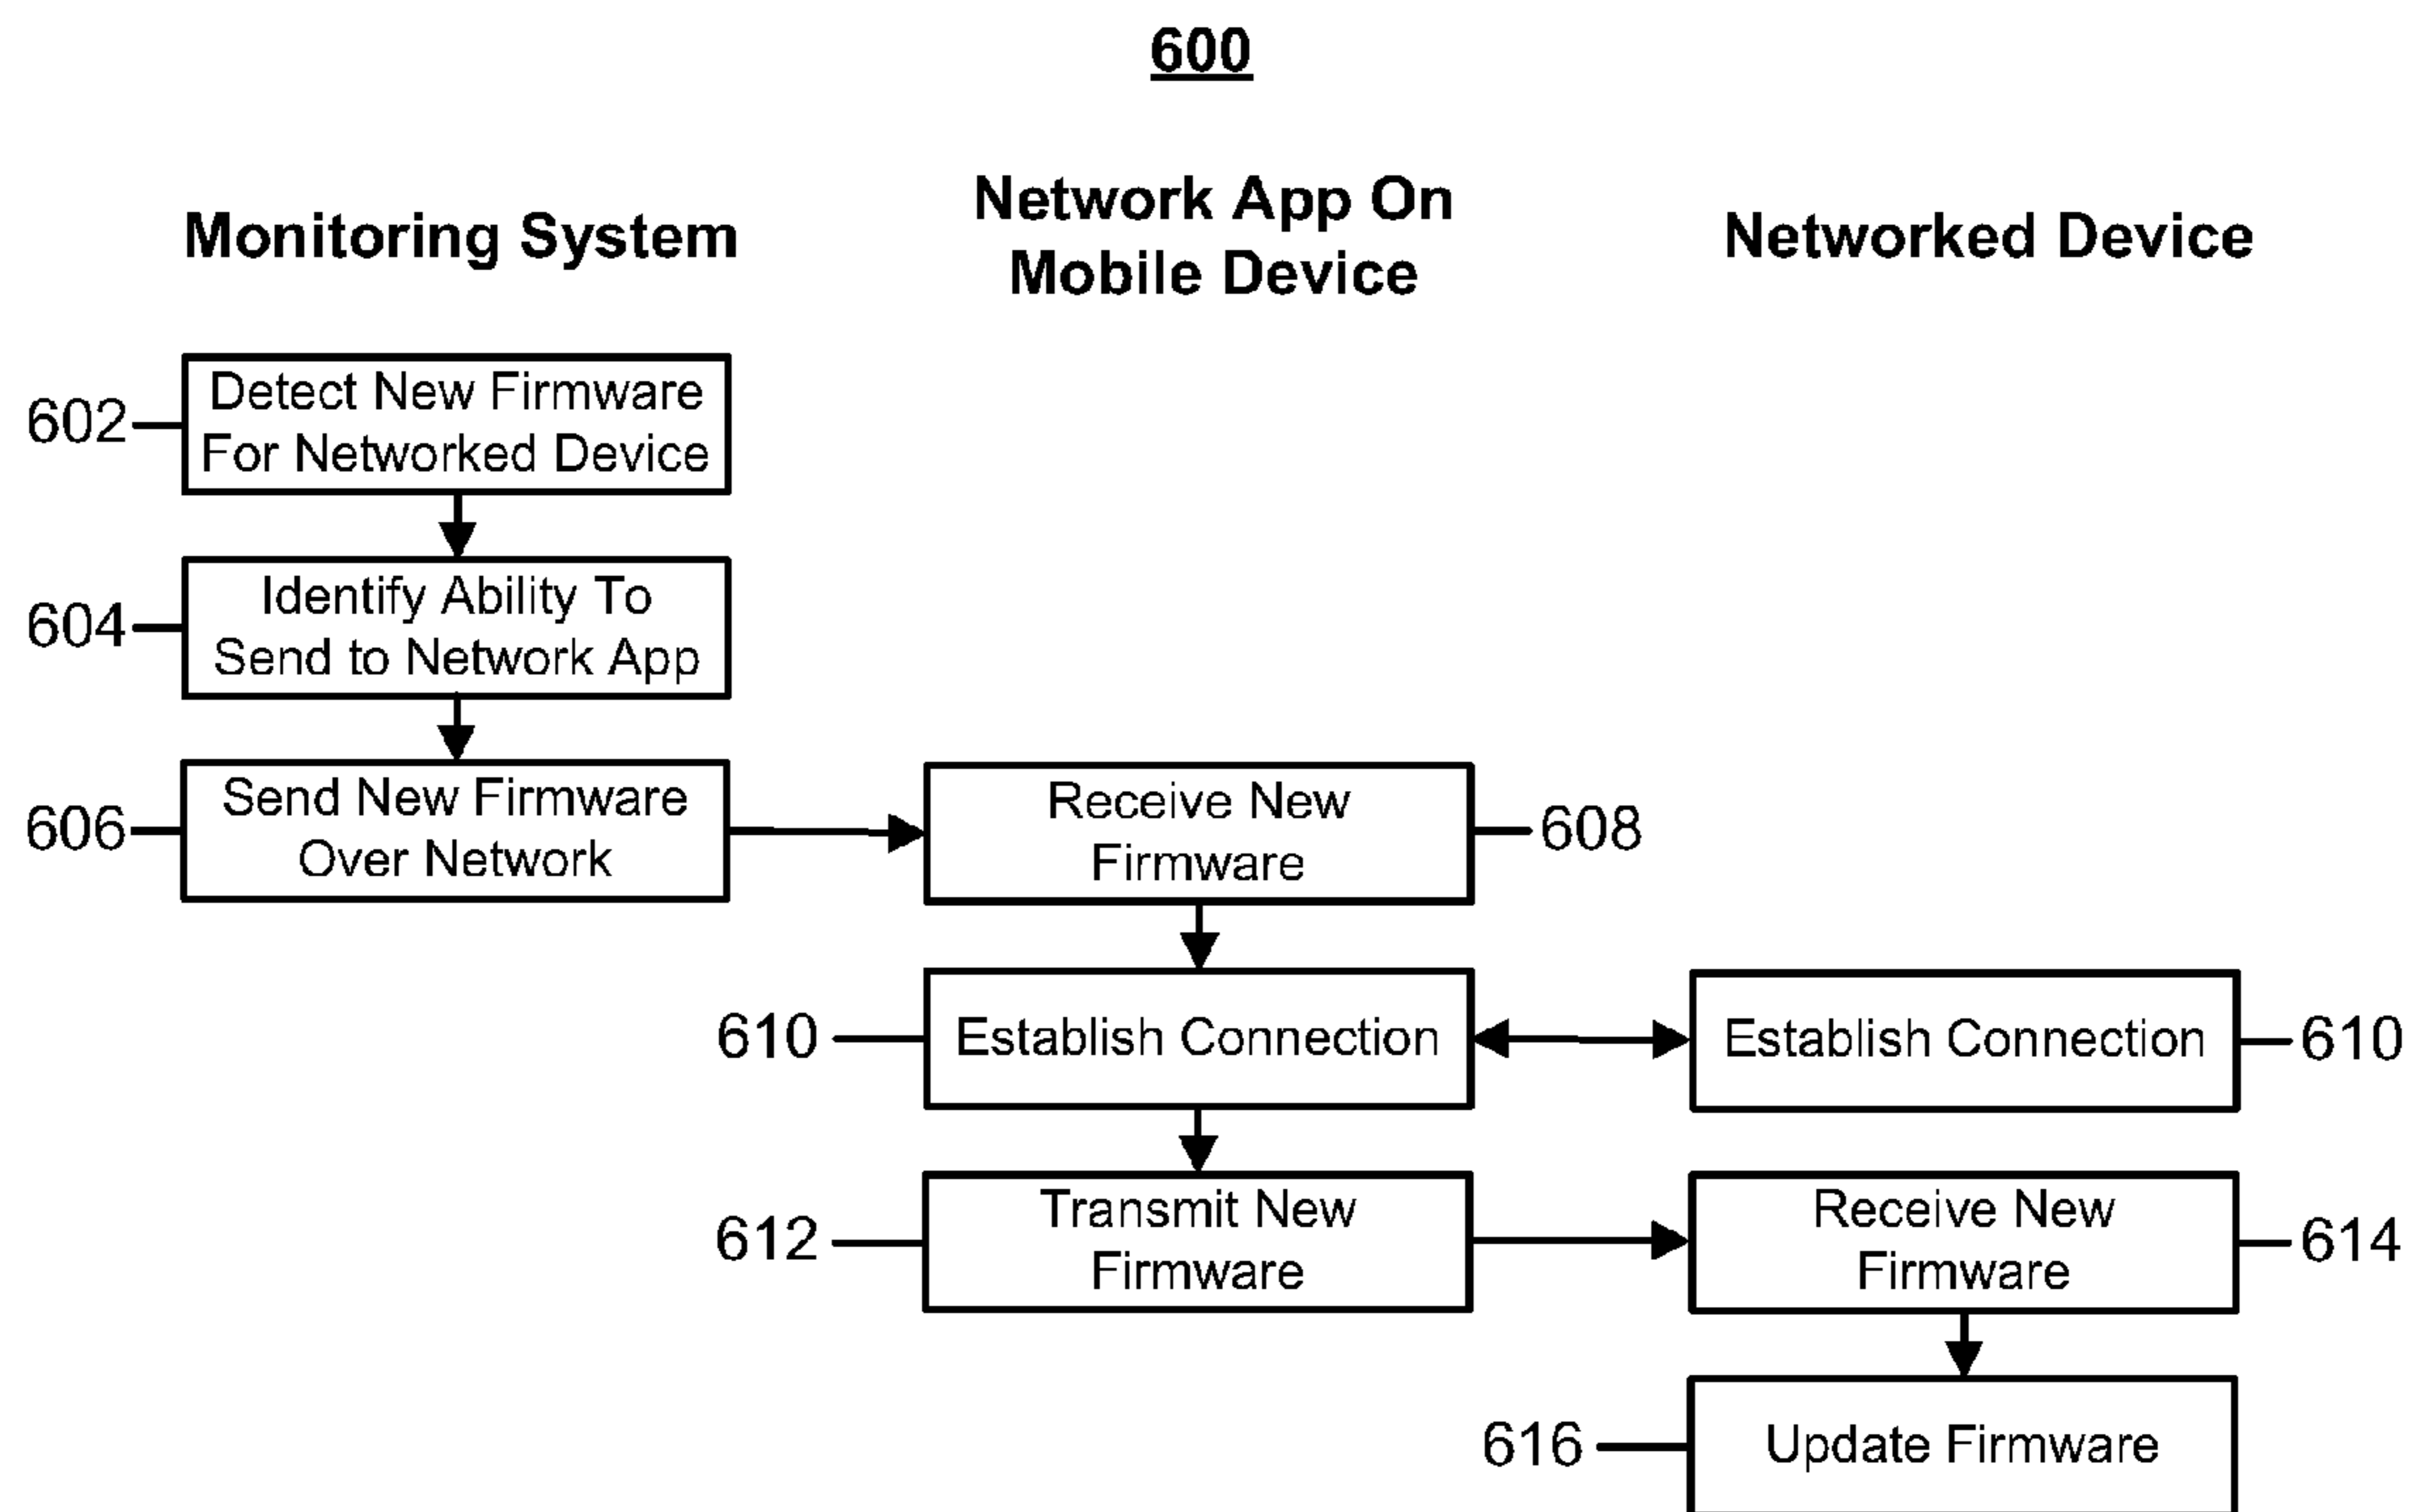 600
Monitoring System
Network App On
Mobile Device
Networked Device
602
Detect New Firmware
For Networked Device
604
Identify Ability To
Send to Network App
606
Send New Firmware
Over Network
Receive New
Firmware
608
610
Establish Connection
Establish Connection
610
612
Transmit New
Firmware
Receive New
Firmware
614
616
Update Firmware